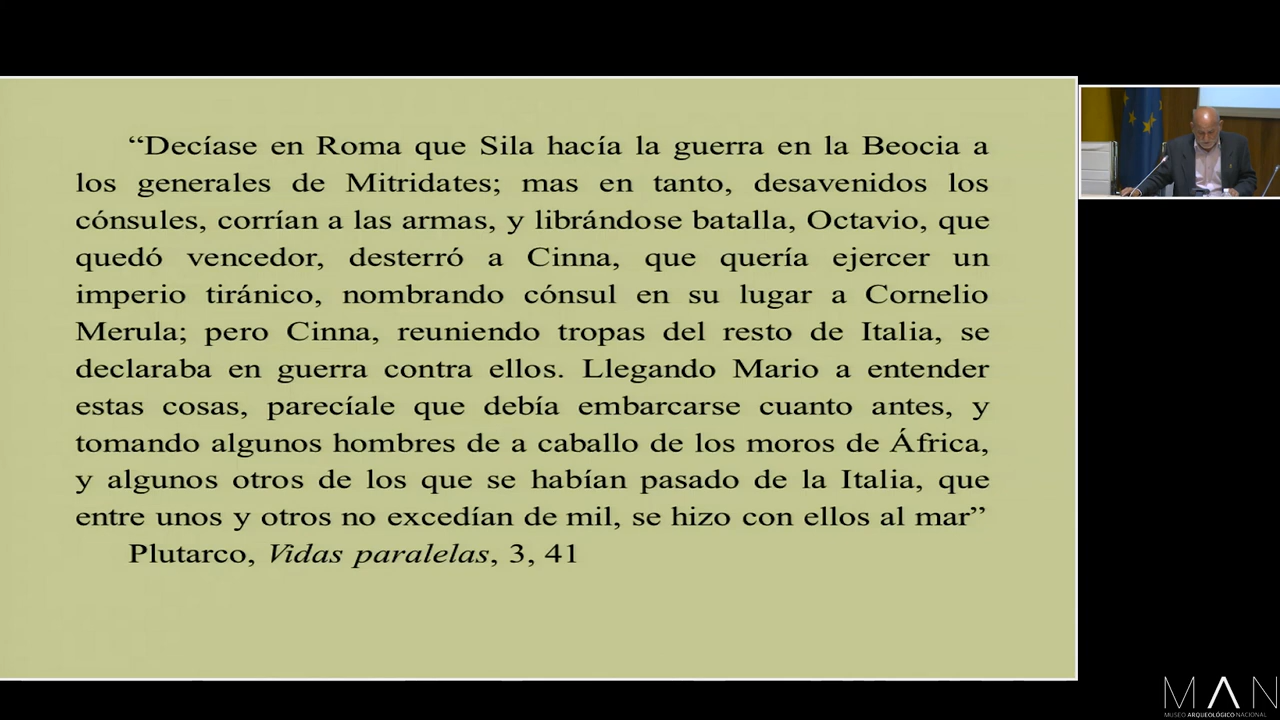 “Decíase en Roma que Sila hacía la guerra en la Beocia a
los generales de Mitridates; mas en tanto, desavenidos los
cónsules, corrían a las armas, y librándose batalla, Octavio, que
quedó vencedor, desterró a Cinna, que quería ejercer un
imperio tiránico, nombrando cónsul en su lugar a Cornelio
Merula; pero Cinna, reuniendo tropas del resto de Italia, se
declaraba en guerra contra ellos. Llegando Mario a entender
estas cosas, parecíale que debía embarcarse cuanto antes, y
tomando algunos hombres de a caballo de los moros de África,
y algunos otros de los que se habían pasado de la Italia, que
entre unos y otros no excedían de mil, se hizo con ellos al mar”
Plutarco, Vidas paralelas, 3, 41
MAN
MUSEO ARQUEOLÓGICO NACIONAL